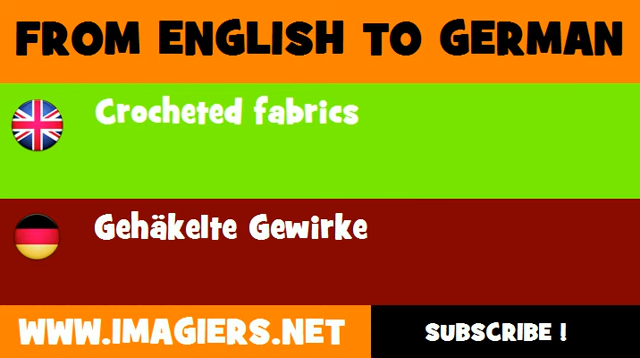 FROM ENGLISH TO GERMAN
Crocheted fabrics
Gehäkelte Gewirke
WWW.IMAGIERS.NET
SUBSCRIBE !